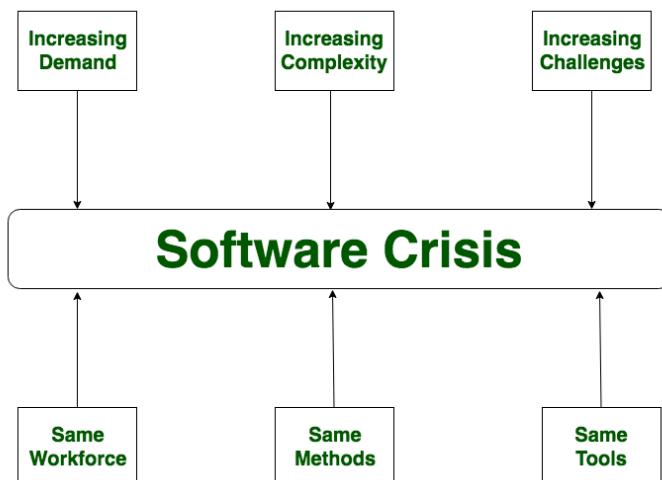 Increasing
Demand
Increasing
Complexity
Increasing
Challenges
Software Crisis
Same
Workforce
Same
Methods
Same
Tools